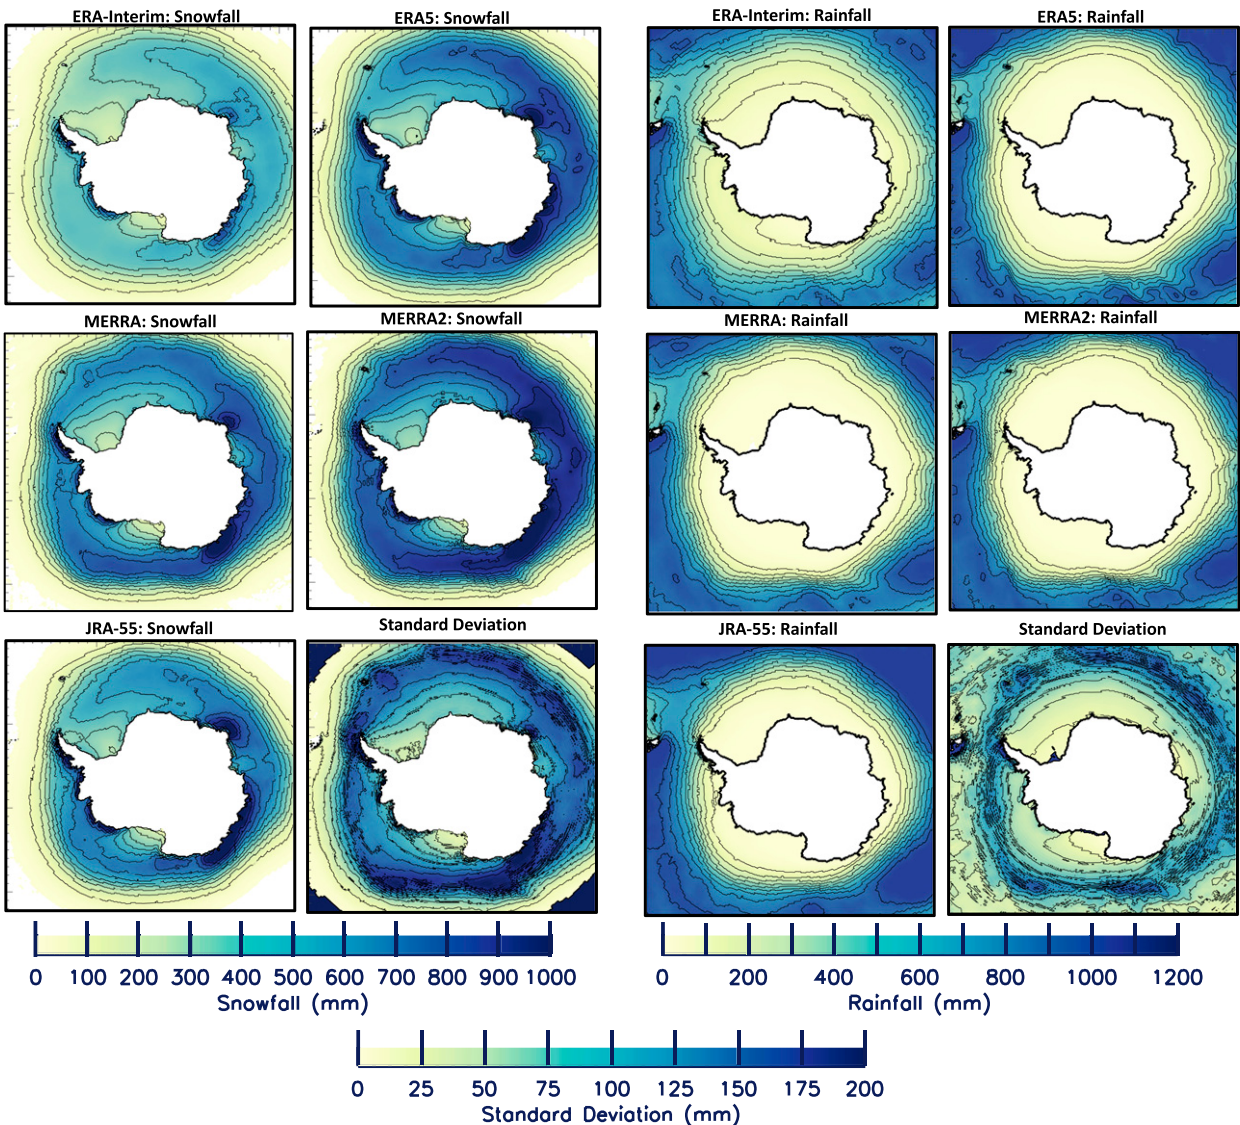 ERA-Interim: Snowfall
ERA5: Snowfall
ERA-Interim: Rainfall
ERA5: Rainfall
MERRA: Snowfall
MERRA2: Snowfall
MERRA: Rainfall
MERRA2: Rainfall
JRA-55: Snowfall
Standard Deviation
JRA-55: Rainfall
Standard Deviation
0 100 200 300 400 500 600 700 800 900 1000
Snowfall (mm)
0 200 400 600 800 1000 1200
Rainfall (mm)
0 25 50 75 100 125 150 175 200
Standard Deviation (mm)